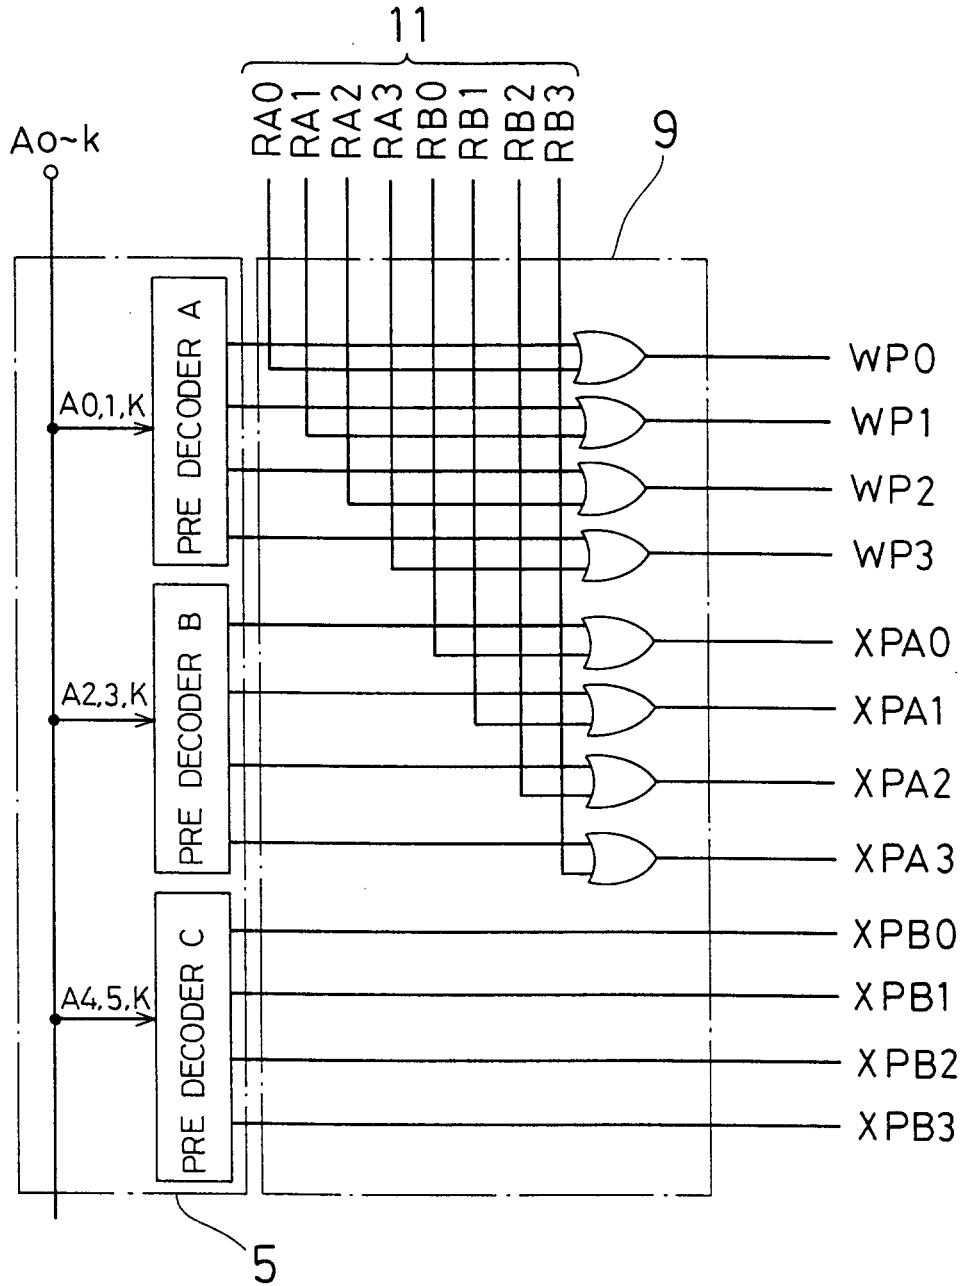 11
RA0
RA1
RA2
RA3
RB0
RB1
RB2
RB3
9
Ao~k
PRE DECODER A
A0,1,K
WP0
WP1
WP2
WP3
PRE DECODER B
A2,3,K
XPA0
XPA1
XPA2
XPA3
PRE DECODER C
A4,5,K
XPB0
XPB1
XPB2
XPB3
5